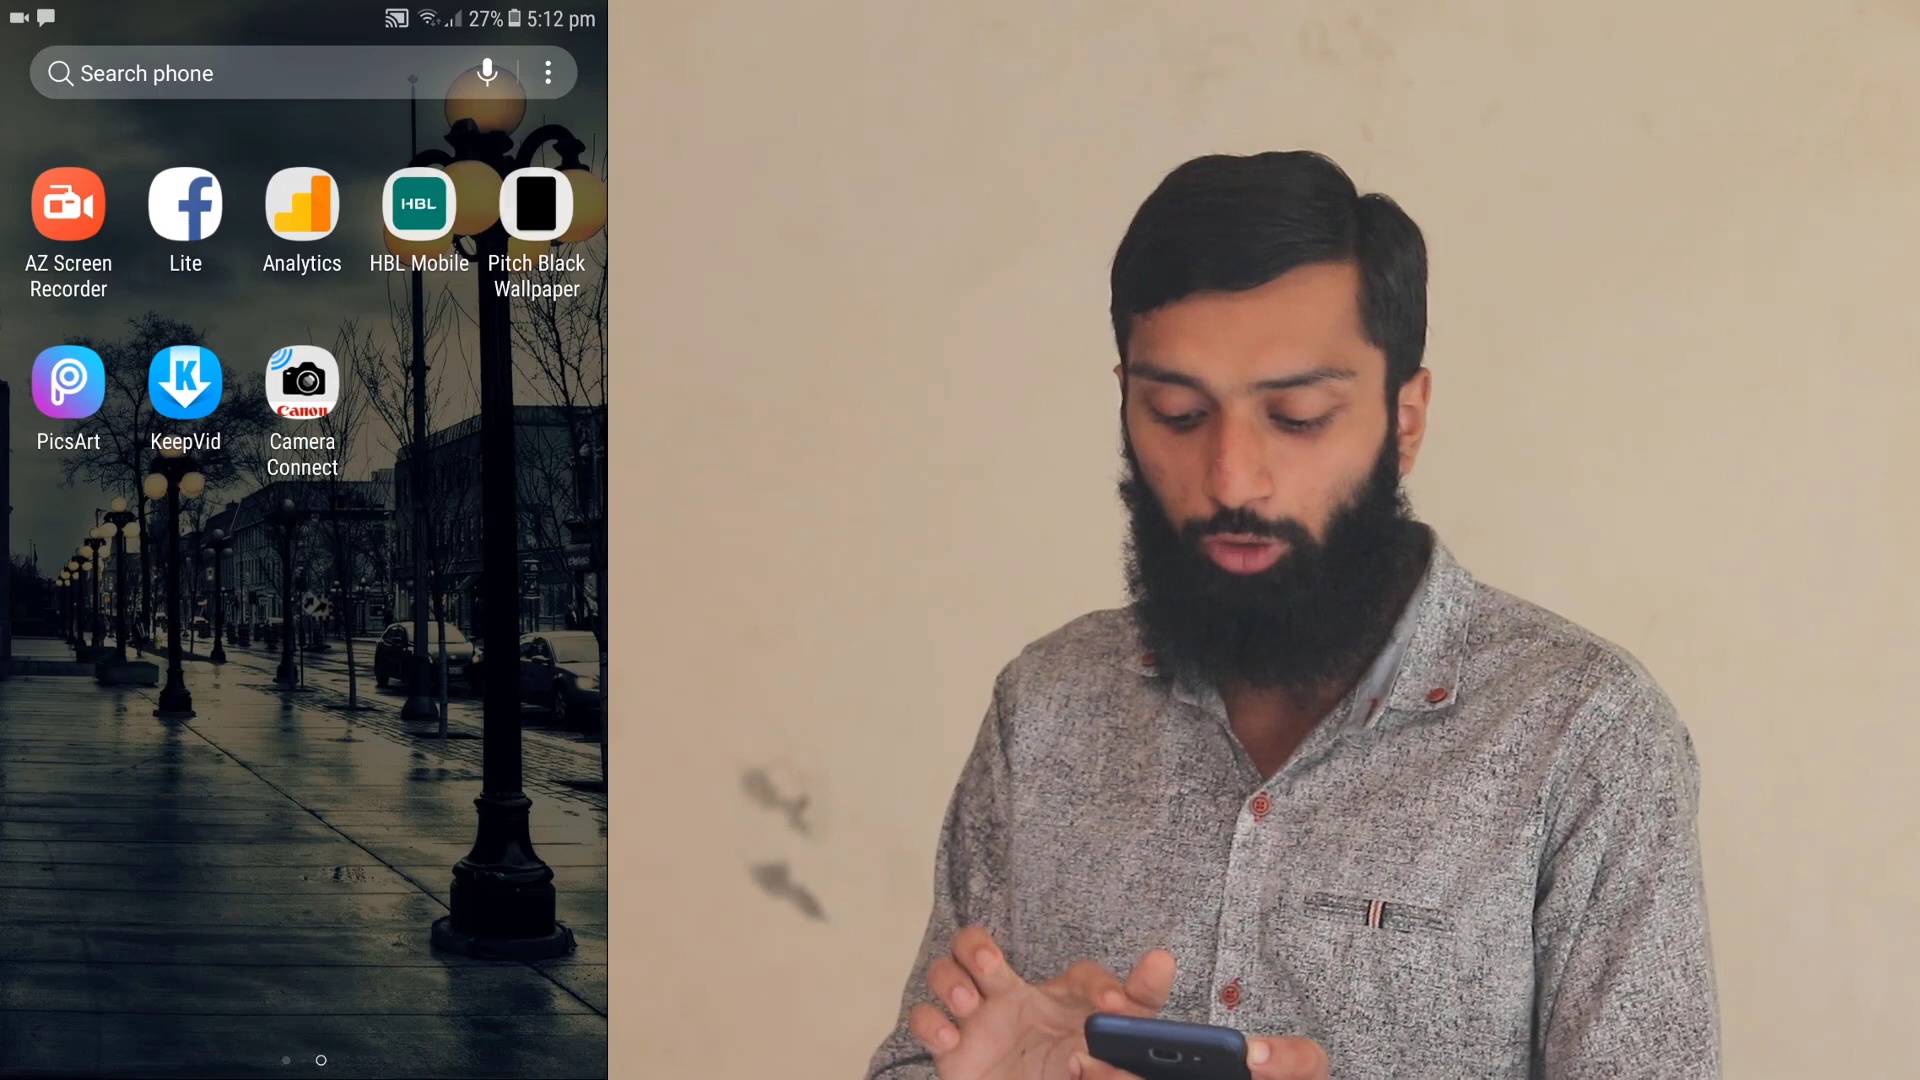 27% 5:12 pm
Search phone
HBL
AZ Screen
Recorder
Lite
Analytics
HBL Mobile
Pitch Black
Wallpaper
K
Canon
PicsArt
KeepVid
Camera
Connect